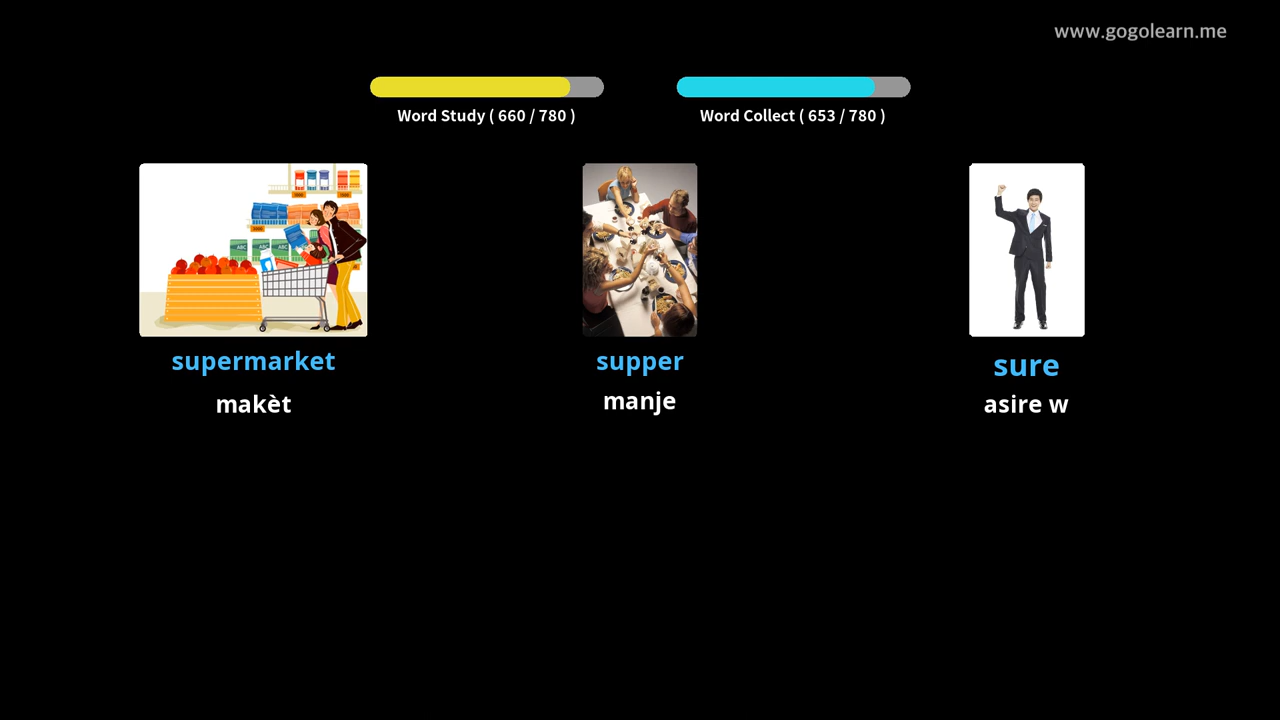 www.gogolearn.me
Word Study ( 660 / 780 )
Word Collect ( 653 / 780 )
supermarket
makèt
supper
manje
sure
asire w